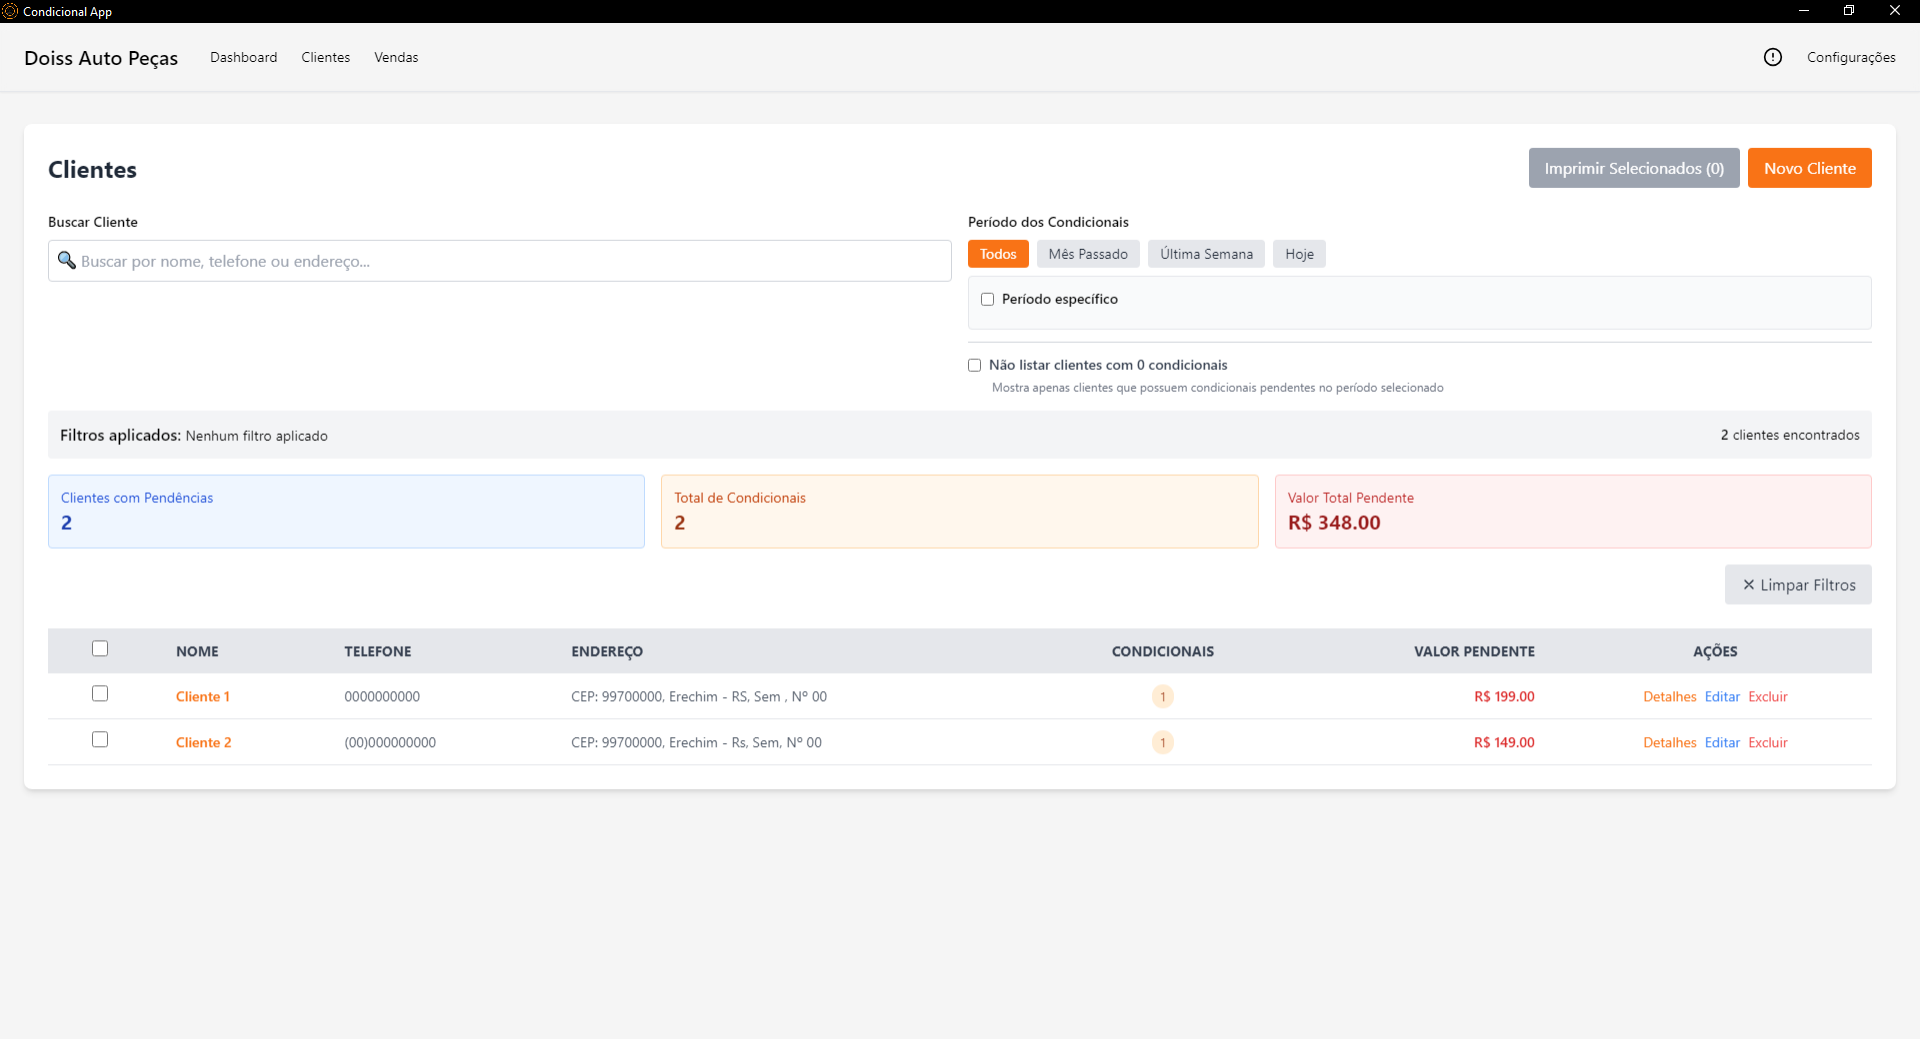 Condicional App
Doiss Auto Peças Dashboard Clientes Vendas Configurações
Clientes Imprimir Selecionados (0) Novo Cliente
Buscar Cliente
Buscar por nome, telefone ou endereço...
Período dos Condicionais
Todos Mês Passado Última Semana Hoje
Período específico
Não listar clientes com 0 condicionais
Mostra apenas clientes que possuem condicionais pendentes no período selecionado
Filtros aplicados: Nenhum filtro aplicado 2 clientes encontrados
Clientes com Pendências
2
Total de Condicionais
2
Valor Total Pendente
R$ 348.00
✕ Limpar Filtros
NOME TELEFONE ENDEREÇO CONDICIONAIS VALOR PENDENTE AÇÕES
Cliente 1 0000000000 CEP: 99700000, Erechim - RS, Sem , Nº 00 1 R$ 199.00 Detalhes Editar Excluir
Cliente 2 (00)000000000 CEP: 99700000, Erechim - Rs, Sem, Nº 00 1 R$ 149.00 Detalhes Editar Excluir